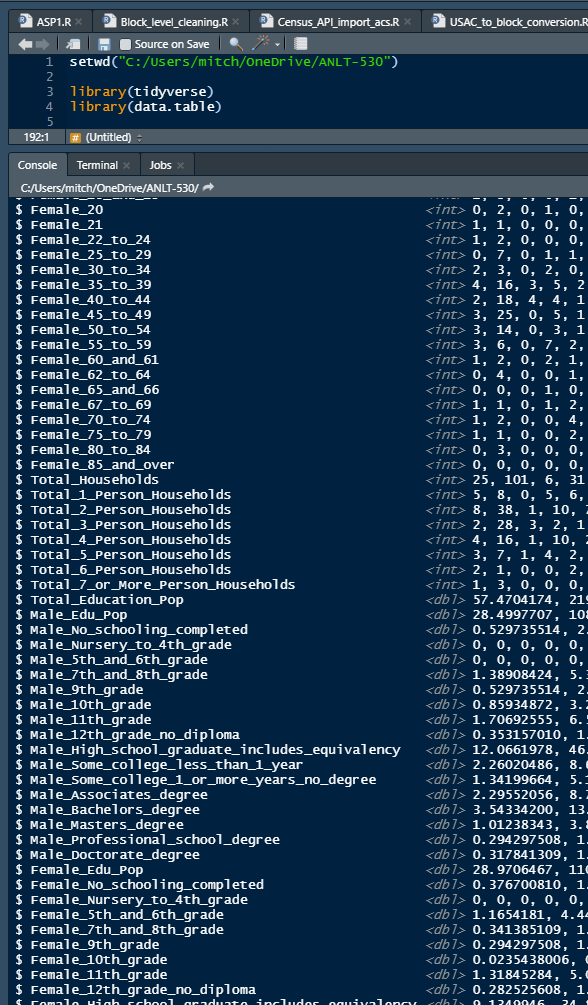 ASP1.R × Block_level_cleaning.R × Census_API_import_acs.R × USAC_to_block_conversion.R
Source on Save
1 setwd("C:/Users/mitch/OneDrive/ANLT-530")
2
3 library(tidyverse)
4 library(data.table)
5
192:1 # (Untitled)
Console Terminal × Jobs ×
C:/Users/mitch/OneDrive/ANLT-530/
$ Female_20 <int> 0, 2, 0, 1, 0,
$ Female_21 <int> 1, 1, 0, 0, 0,
$ Female_22_to_24 <int> 1, 2, 0, 0, 0,
$ Female_25_to_29 <int> 0, 7, 0, 1, 1,
$ Female_30_to_34 <int> 2, 3, 0, 2, 0,
$ Female_35_to_39 <int> 4, 16, 3, 5, 2
$ Female_40_to_44 <int> 2, 18, 4, 4, 1
$ Female_45_to_49 <int> 3, 25, 0, 5, 1
$ Female_50_to_54 <int> 3, 14, 0, 3, 1
$ Female_55_to_59 <int> 3, 6, 0, 7, 2,
$ Female_60_and_61 <int> 1, 2, 0, 2, 1,
$ Female_62_to_64 <int> 0, 4, 0, 0, 1,
$ Female_65_and_66 <int> 0, 0, 0, 1, 0,
$ Female_67_to_69 <int> 1, 1, 0, 1, 2,
$ Female_70_to_74 <int> 1, 2, 0, 0, 4,
$ Female_75_to_79 <int> 1, 1, 0, 0, 2,
$ Female_80_to_84 <int> 0, 3, 0, 0, 0,
$ Female_85_and_over <int> 0, 0, 0, 0, 0,
$ Total_Households <int> 25, 101, 6, 31
$ Total_1_Person_Households <int> 5, 8, 0, 5, 6,
$ Total_2_Person_Households <int> 8, 38, 1, 10,
$ Total_3_Person_Households <int> 2, 28, 3, 2, 1
$ Total_4_Person_Households <int> 4, 16, 1, 10,
$ Total_5_Person_Households <int> 3, 7, 1, 4, 2,
$ Total_6_Person_Households <int> 2, 1, 0, 0, 2,
$ Total_7_or_More_Person_Households <int> 1, 3, 0, 0, 0,
$ Total_Education_Pop <dbl> 57.4704174, 219
$ Male_Edu_Pop <dbl> 28.4997707, 108
$ Male_No_schooling_completed <dbl> 0.529735514, 2.
$ Male_Nursery_to_4th_grade <dbl> 0, 0, 0, 0, 0,
$ Male_5th_and_6th_grade <dbl> 0, 0, 0, 0, 0,
$ Male_7th_and_8th_grade <dbl> 1.38908424, 5.3
$ Male_9th_grade <dbl> 0.529735514, 2.
$ Male_10th_grade <dbl> 0.85934872, 3.2
$ Male_11th_grade <dbl> 1.70692555, 6.
$ Male_12th_grade_no_diploma <dbl> 0.353157010, 1.
$ Male_High_school_graduate_includes_equivalency <dbl> 12.0661978, 46.
$ Male_Some_college_less_than_1_year <dbl> 2.26020486, 8.6
$ Male_Some_college_1_or_more_years_no_degree <dbl> 1.34199664, 5.1
$ Male_Associates_degree <dbl> 2.29552056, 8.7
$ Male_Bachelors_degree <dbl> 3.54334200, 13.
$ Male_Masters_degree <dbl> 1.01238343, 3.8
$ Male_Professional_school_degree <dbl> 0.294297508, 1.
$ Male_Doctorate_degree <dbl> 0.317841309, 1.
$ Female_Edu_Pop <dbl> 28.9706467, 110
$ Female_No_schooling_completed <dbl> 0.376700810, 1.
$ Female_Nursery_to_4th_grade <dbl> 0, 0, 0, 0, 0,
$ Female_5th_and_6th_grade <dbl> 1.1654181, 4.44
$ Female_7th_and_8th_grade <dbl> 0.341385109, 1.
$ Female_9th_grade <dbl> 0.294297508, 1.
$ Female_10th_grade <dbl> 0.0235438006,
$ Female_11th_grade <dbl> 1.31845284, 5.0
$ Female_12th_grade_no_diploma <dbl> 0.282525608, 1
$ Female_High_school_graduate_includes_equivalency <dbl> 9.1349946,